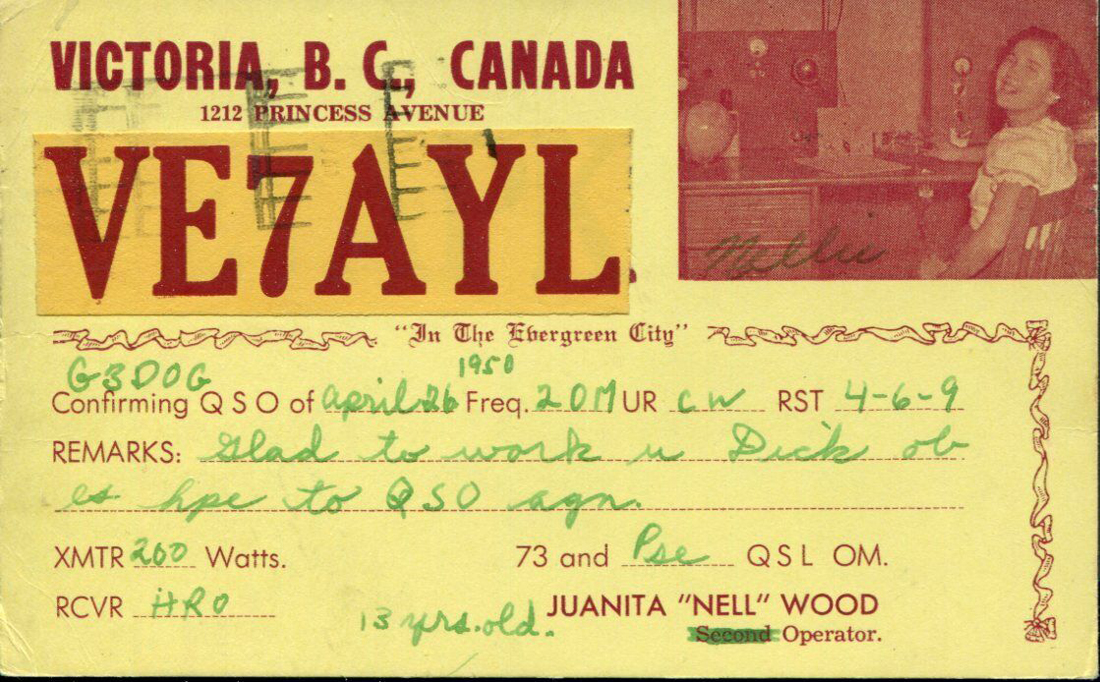 VICTORIA, B. C., CANADA
1212 PRINCESS AVENUE
VE7AYL.
Nellie
"In The Evergreen City"
G3DOG 1950
Confirming QSO of April 26 Freq. 20M UR CW RST 4-6-9
REMARKS: Glad to work u Dick ob
es hpe to QSO agn.
XMTR 200 Watts. 73 and Pse QSL OM.
RCVR HRO 13 yrs. old. JUANITA "NELL" WOOD
Second Operator.